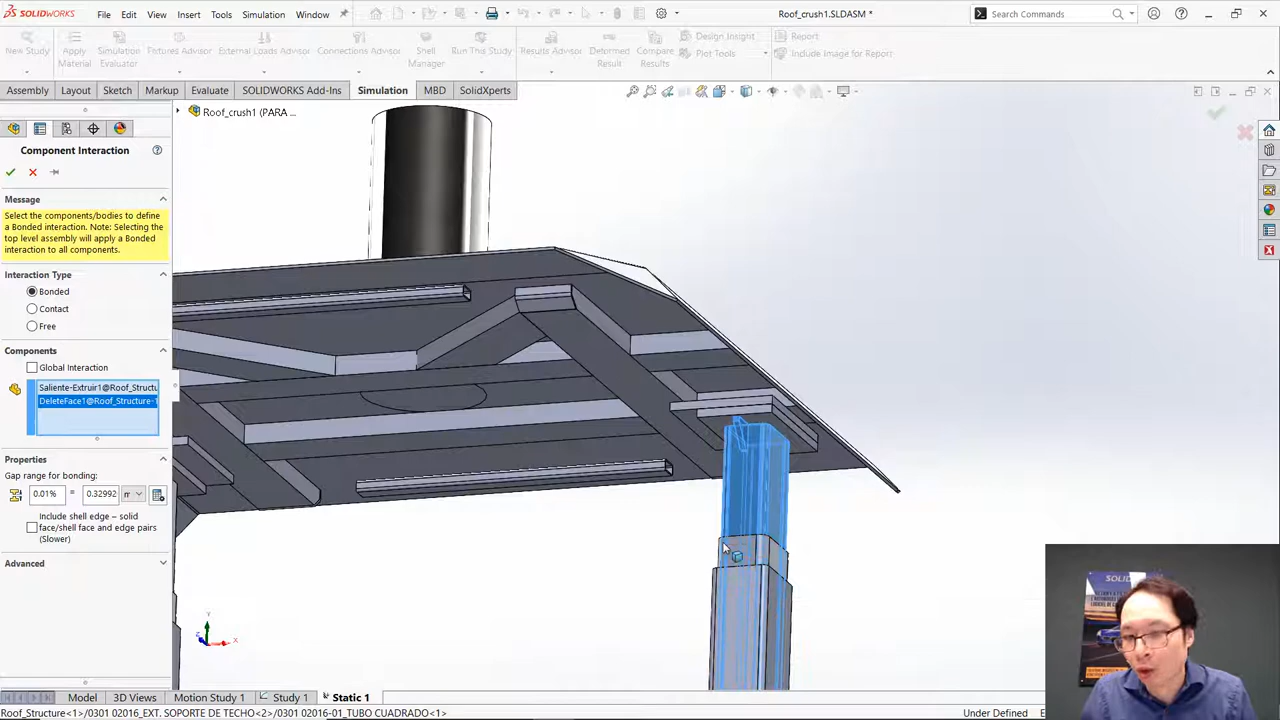 SOLIDWORKS File Edit View Insert Tools Simulation Window Roof_crush1.SLDASM * Search Commands
New Study Apply Material Simulation Evaluator Fixtures Advisor External Loads Advisor Connections Advisor Shell Manager Run This Study Results Advisor Deformed Result Compare Results Design Insight Plot Tools Report Include Image for Report
Assembly Layout Sketch Markup Evaluate SOLIDWORKS Add-Ins Simulation MBD SolidXperts
Roof_crush1 (PARA ...
Component Interaction
Message
Select the components/bodies to define
a Bonded interaction. Note: Selecting the
top level assembly will apply a Bonded
interaction to all components.
Interaction Type
Bonded
Contact
Free
Components
Global Interaction
Saliente-Extruir1@Roof_Structu
DeleteFace1@Roof_Structure-1
Properties
Gap range for bonding:
0.01% = 0.32992
Include shell edge – solid
face/shell face and edge pairs
(Slower)
Advanced
Y
X
Z
Model 3D Views Motion Study 1 Study 1 Static 1
Roof_Structure<1>/0301 02016_EXT. SOPORTE DE TECHO<2>/0301 02016-01_TUBO CUADRADO<1> Under Defined